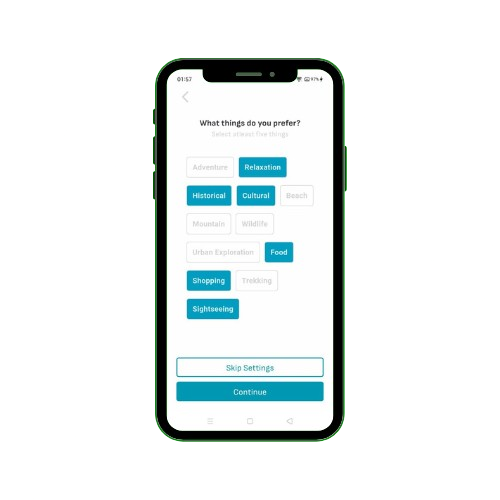 01:57
97%
What things do you prefer?
Select atleast five things
Adventure Relaxation
Historical Cultural Beach
Mountain Wildlife
Urban Exploration Food
Shopping Trekking
Sightseeing
Skip Settings
Continue